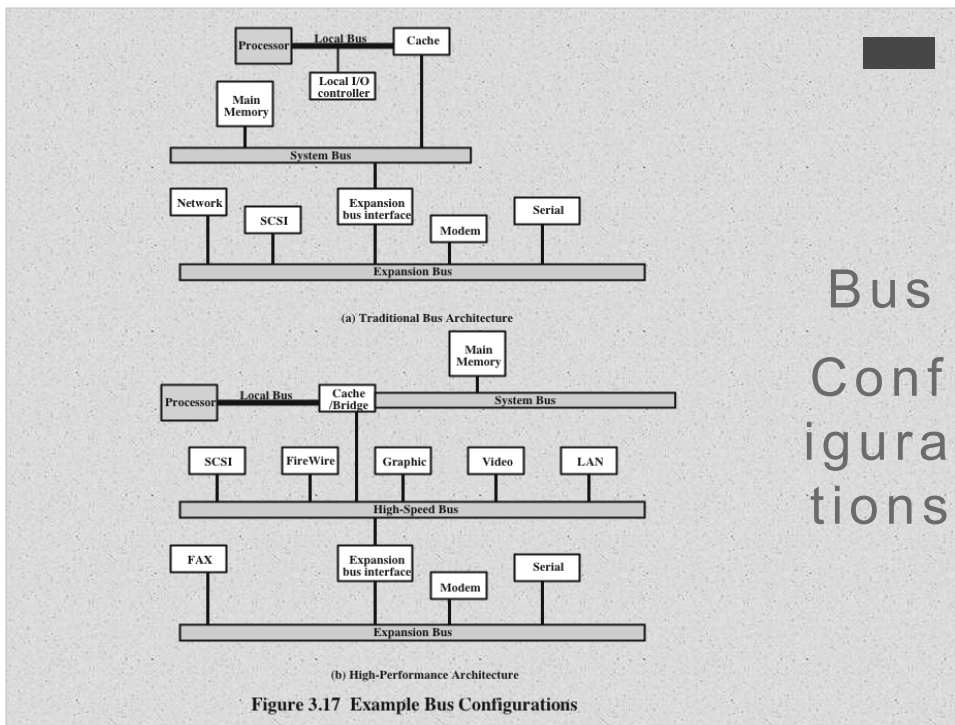 Processor
Local Bus
Cache
Local I/O
controller
Main
Memory
System Bus
Network
SCSI
Expansion
bus interface
Modem
Serial
Expansion Bus
(a) Traditional Bus Architecture
Main
Memory
Processor
Local Bus
Cache
/Bridge
System Bus
SCSI
FireWire
Graphic
Video
LAN
High-Speed Bus
FAX
Expansion
bus interface
Modem
Serial
Expansion Bus
(b) High-Performance Architecture
Figure 3.17 Example Bus Configurations
Bus
Conf
igura
tions